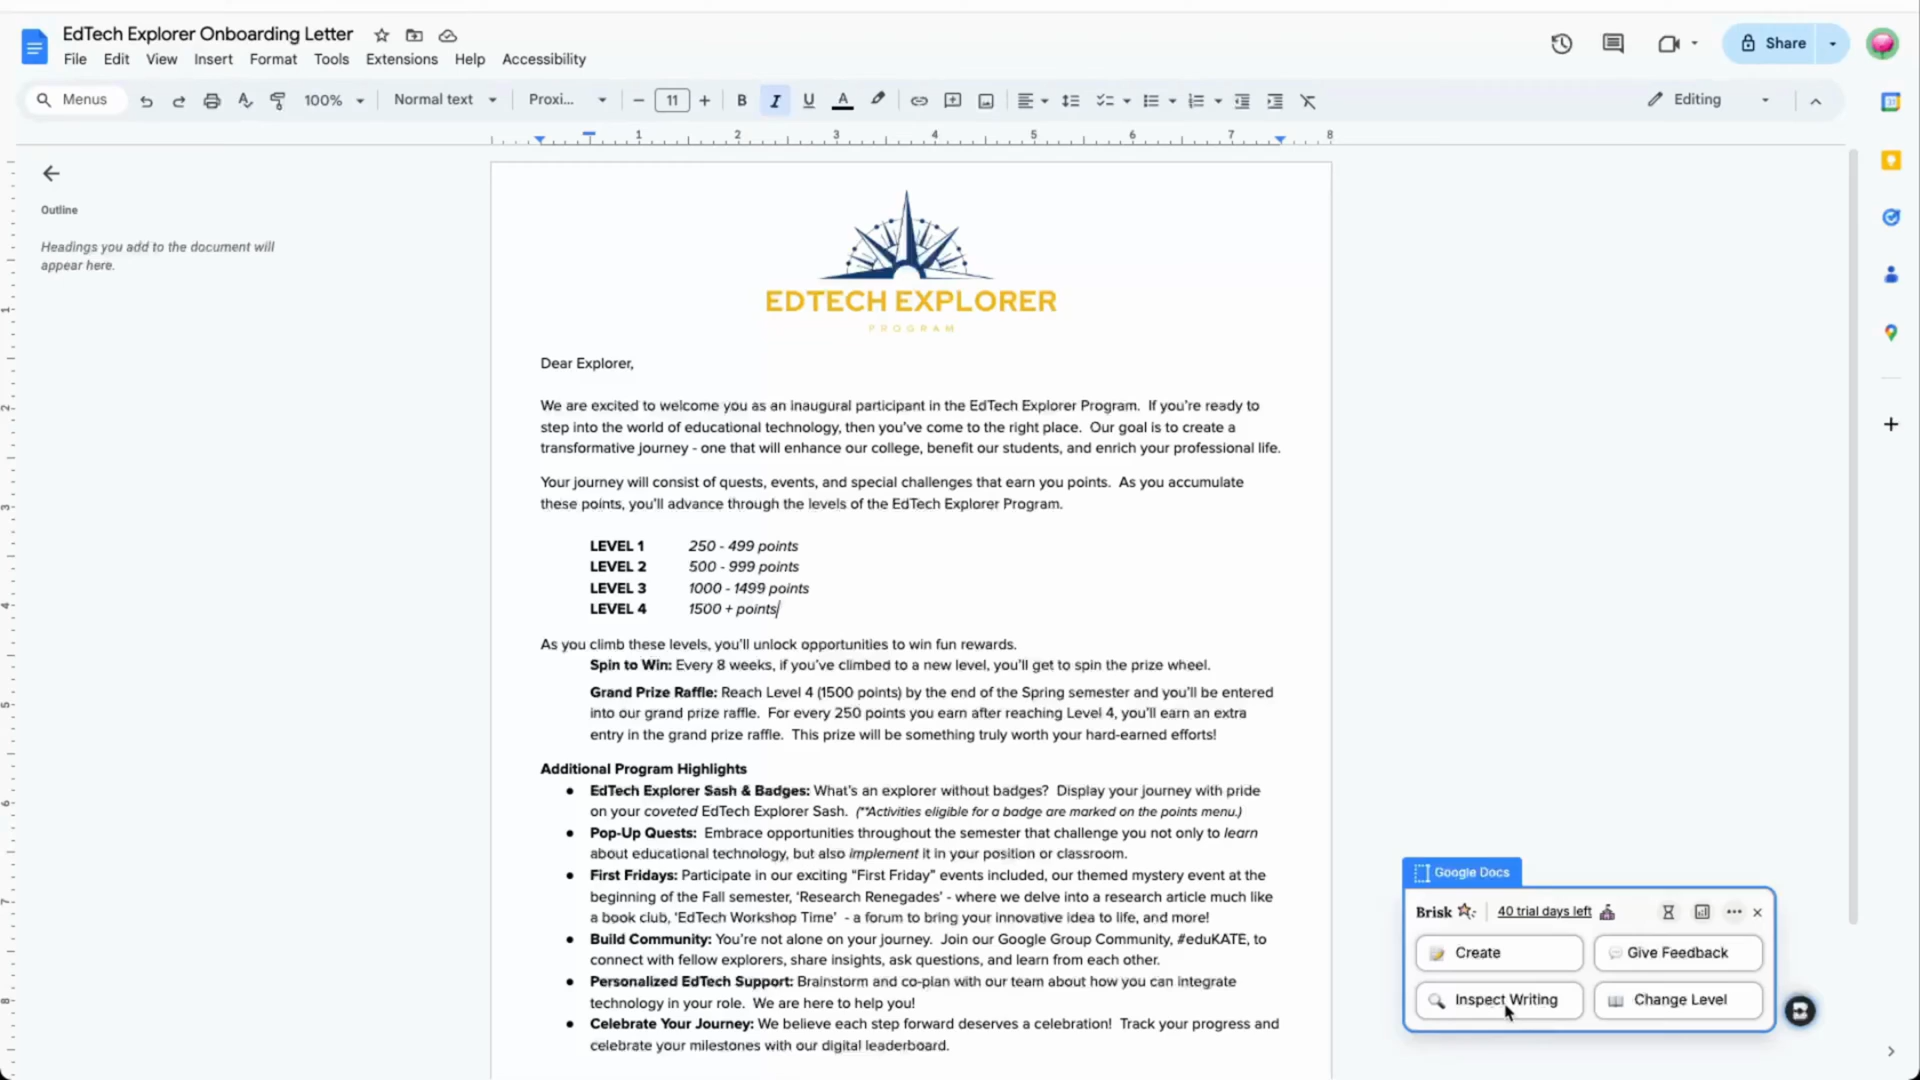 EdTech Explorer Onboarding Letter
File Edit View Insert Format Tools Extensions Help Accessibility
Share
Menus 100% Normal text Proxi... 11 Editing
1 2 3 4 5 6 7 8
Outline
Headings you add to the document will
appear here.
EDTECH EXPLORER
PROGRAM
Dear Explorer,
We are excited to welcome you as an inaugural participant in the EdTech Explorer Program. If you're ready to
step into the world of educational technology, then you've come to the right place. Our goal is to create a
transformative journey - one that will enhance our college, benefit our students, and enrich your professional life.
Your journey will consist of quests, events, and special challenges that earn you points. As you accumulate
these points, you'll advance through the levels of the EdTech Explorer Program.
LEVEL 1 250 - 499 points
LEVEL 2 500 - 999 points
LEVEL 3 1000 - 1499 points
LEVEL 4 1500 + points
As you climb these levels, you'll unlock opportunities to win fun rewards.
Spin to Win: Every 8 weeks, if you've climbed to a new level, you'll get to spin the prize wheel.
Grand Prize Raffle: Reach Level 4 (1500 points) by the end of the Spring semester and you'll be entered
into our grand prize raffle. For every 250 points you earn after reaching Level 4, you'll earn an extra
entry in the grand prize raffle. This prize will be something truly worth your hard-earned efforts!
Additional Program Highlights
● EdTech Explorer Sash & Badges: What's an explorer without badges? Display your journey with pride
on your coveted EdTech Explorer Sash. (**Activities eligible for a badge are marked on the points menu.)
● Pop-Up Quests: Embrace opportunities throughout the semester that challenge you not only to learn
about educational technology, but also implement it in your position or classroom.
● First Fridays: Participate in our exciting "First Friday" events included, our themed mystery event at the
beginning of the Fall semester, 'Research Renegades' - where we delve into a research article much like
a book club, 'EdTech Workshop Time' - a forum to bring your innovative idea to life, and more!
● Build Community: You're not alone on your journey. Join our Google Group Community, #eduKATE, to
connect with fellow explorers, share insights, ask questions, and learn from each other.
● Personalized EdTech Support: Brainstorm and co-plan with our team about how you can integrate
technology in your role. We are here to help you!
● Celebrate Your Journey: We believe each step forward deserves a celebration! Track your progress and
celebrate your milestones with our digital leaderboard.
1
2
3
4
5
6
7
8
Google Docs
Brisk 40 trial days left
Create Give Feedback
Inspect Writing Change Level